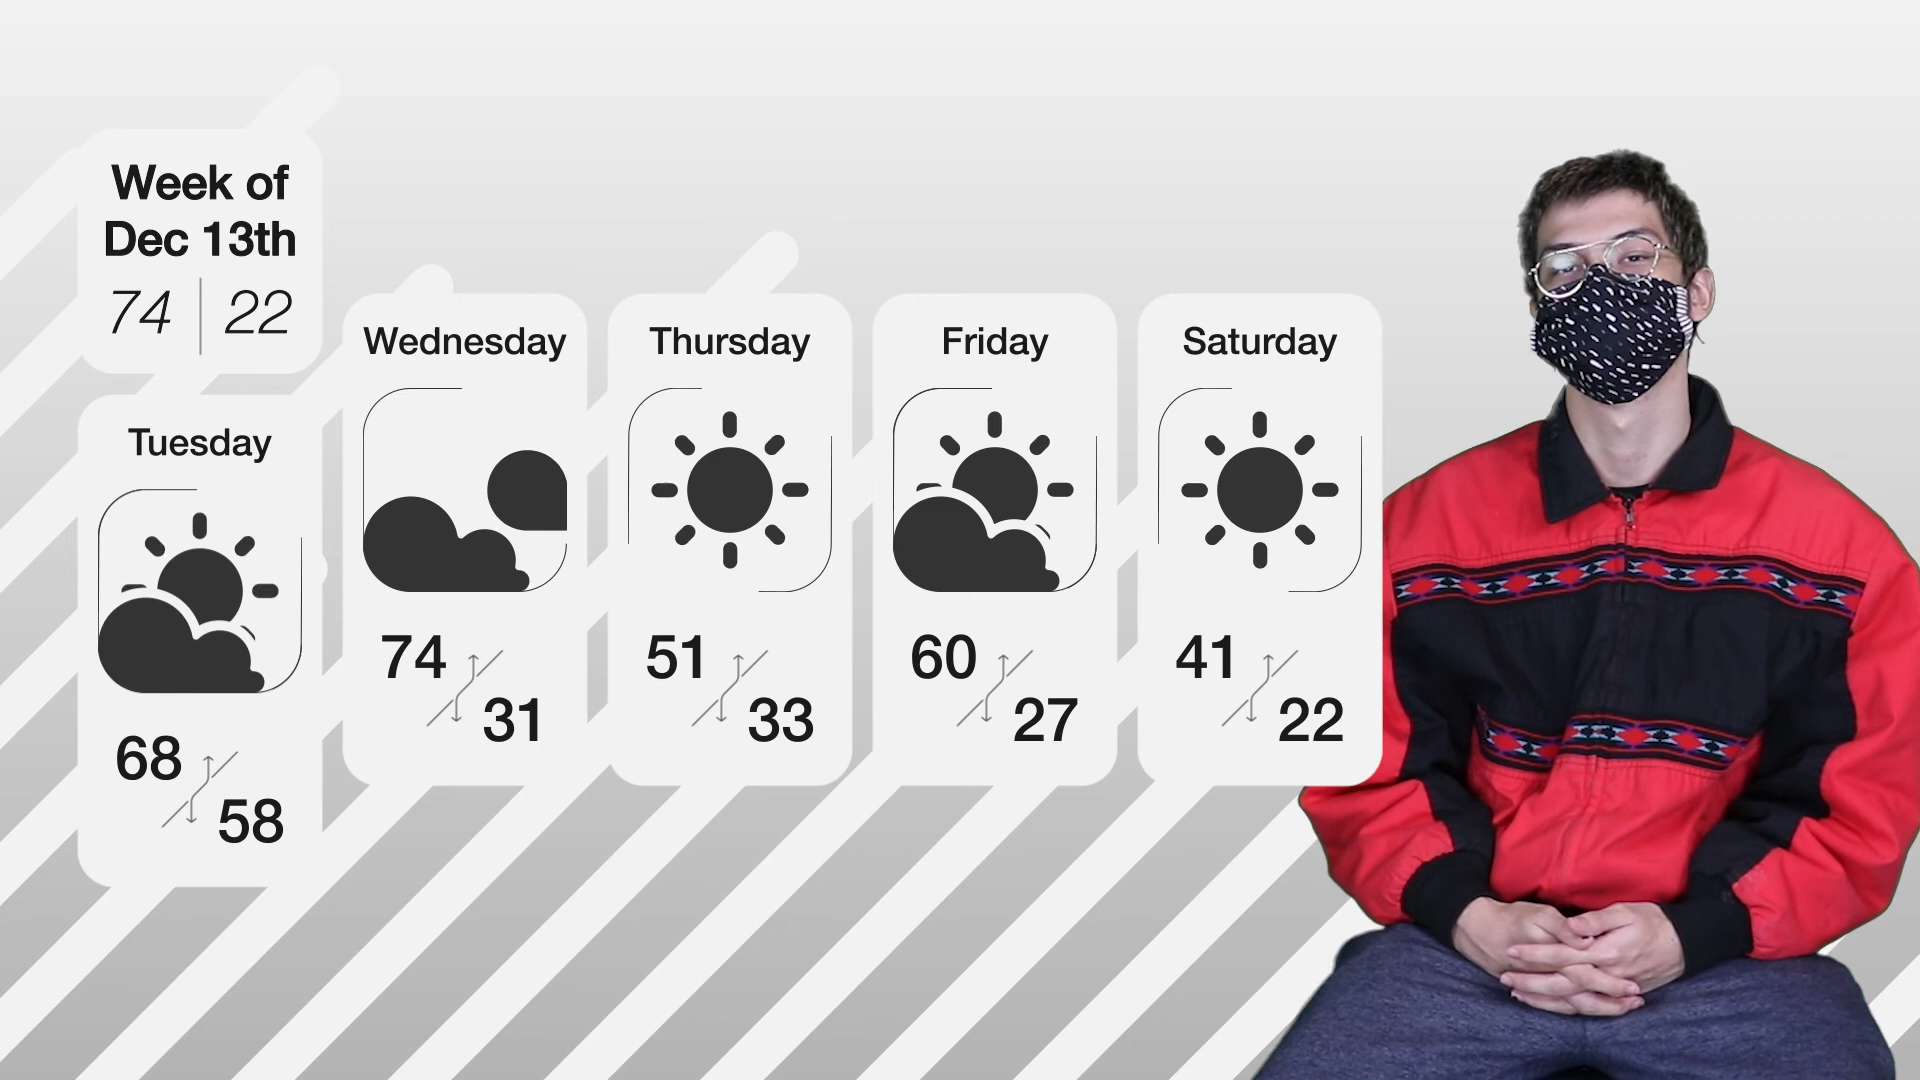 Week of
Dec 13th
74 | 22
Tuesday
68
58
Wednesday
74
31
Thursday
51
33
Friday
60
27
Saturday
41
22